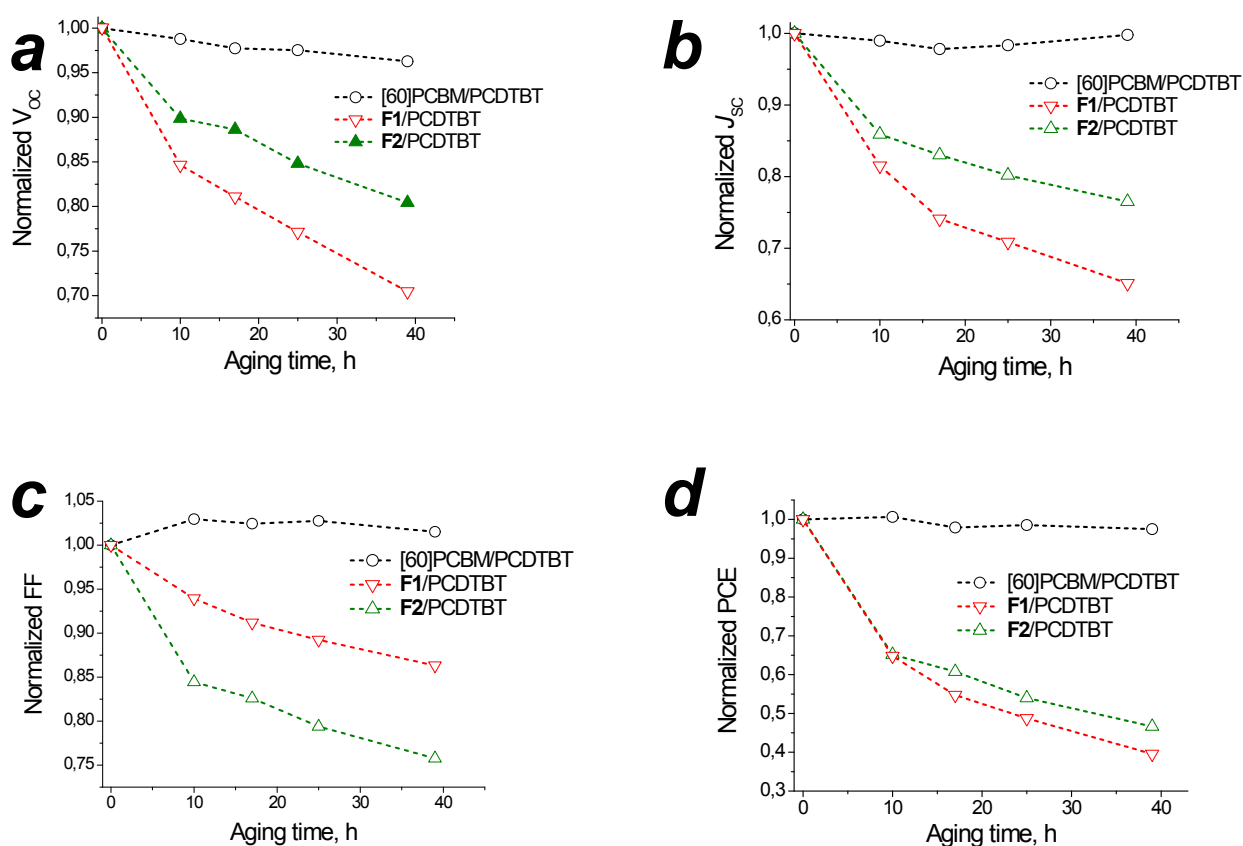 a
Normalized V_OC
1,00
0,95
0,90
0,85
0,80
0,75
0,70
0 10 20 30 40
Aging time, h
[60]PCBM/PCDTBT
F1/PCDTBT
F2/PCDTBT
b
Normalized J_SC
1,0
0,9
0,8
0,7
0,6
0 10 20 30 40
Aging time, h
[60]PCBM/PCDTBT
F1/PCDTBT
F2/PCDTBT
c
Normalized FF
1,05
1,00
0,95
0,90
0,85
0,80
0,75
0 10 20 30 40
Aging time, h
[60]PCBM/PCDTBT
F1/PCDTBT
F2/PCDTBT
d
Normalized PCE
1,0
0,9
0,8
0,7
0,6
0,5
0,4
0,3
0 10 20 30 40
Aging time, h
[60]PCBM/PCDTBT
F1/PCDTBT
F2/PCDTBT